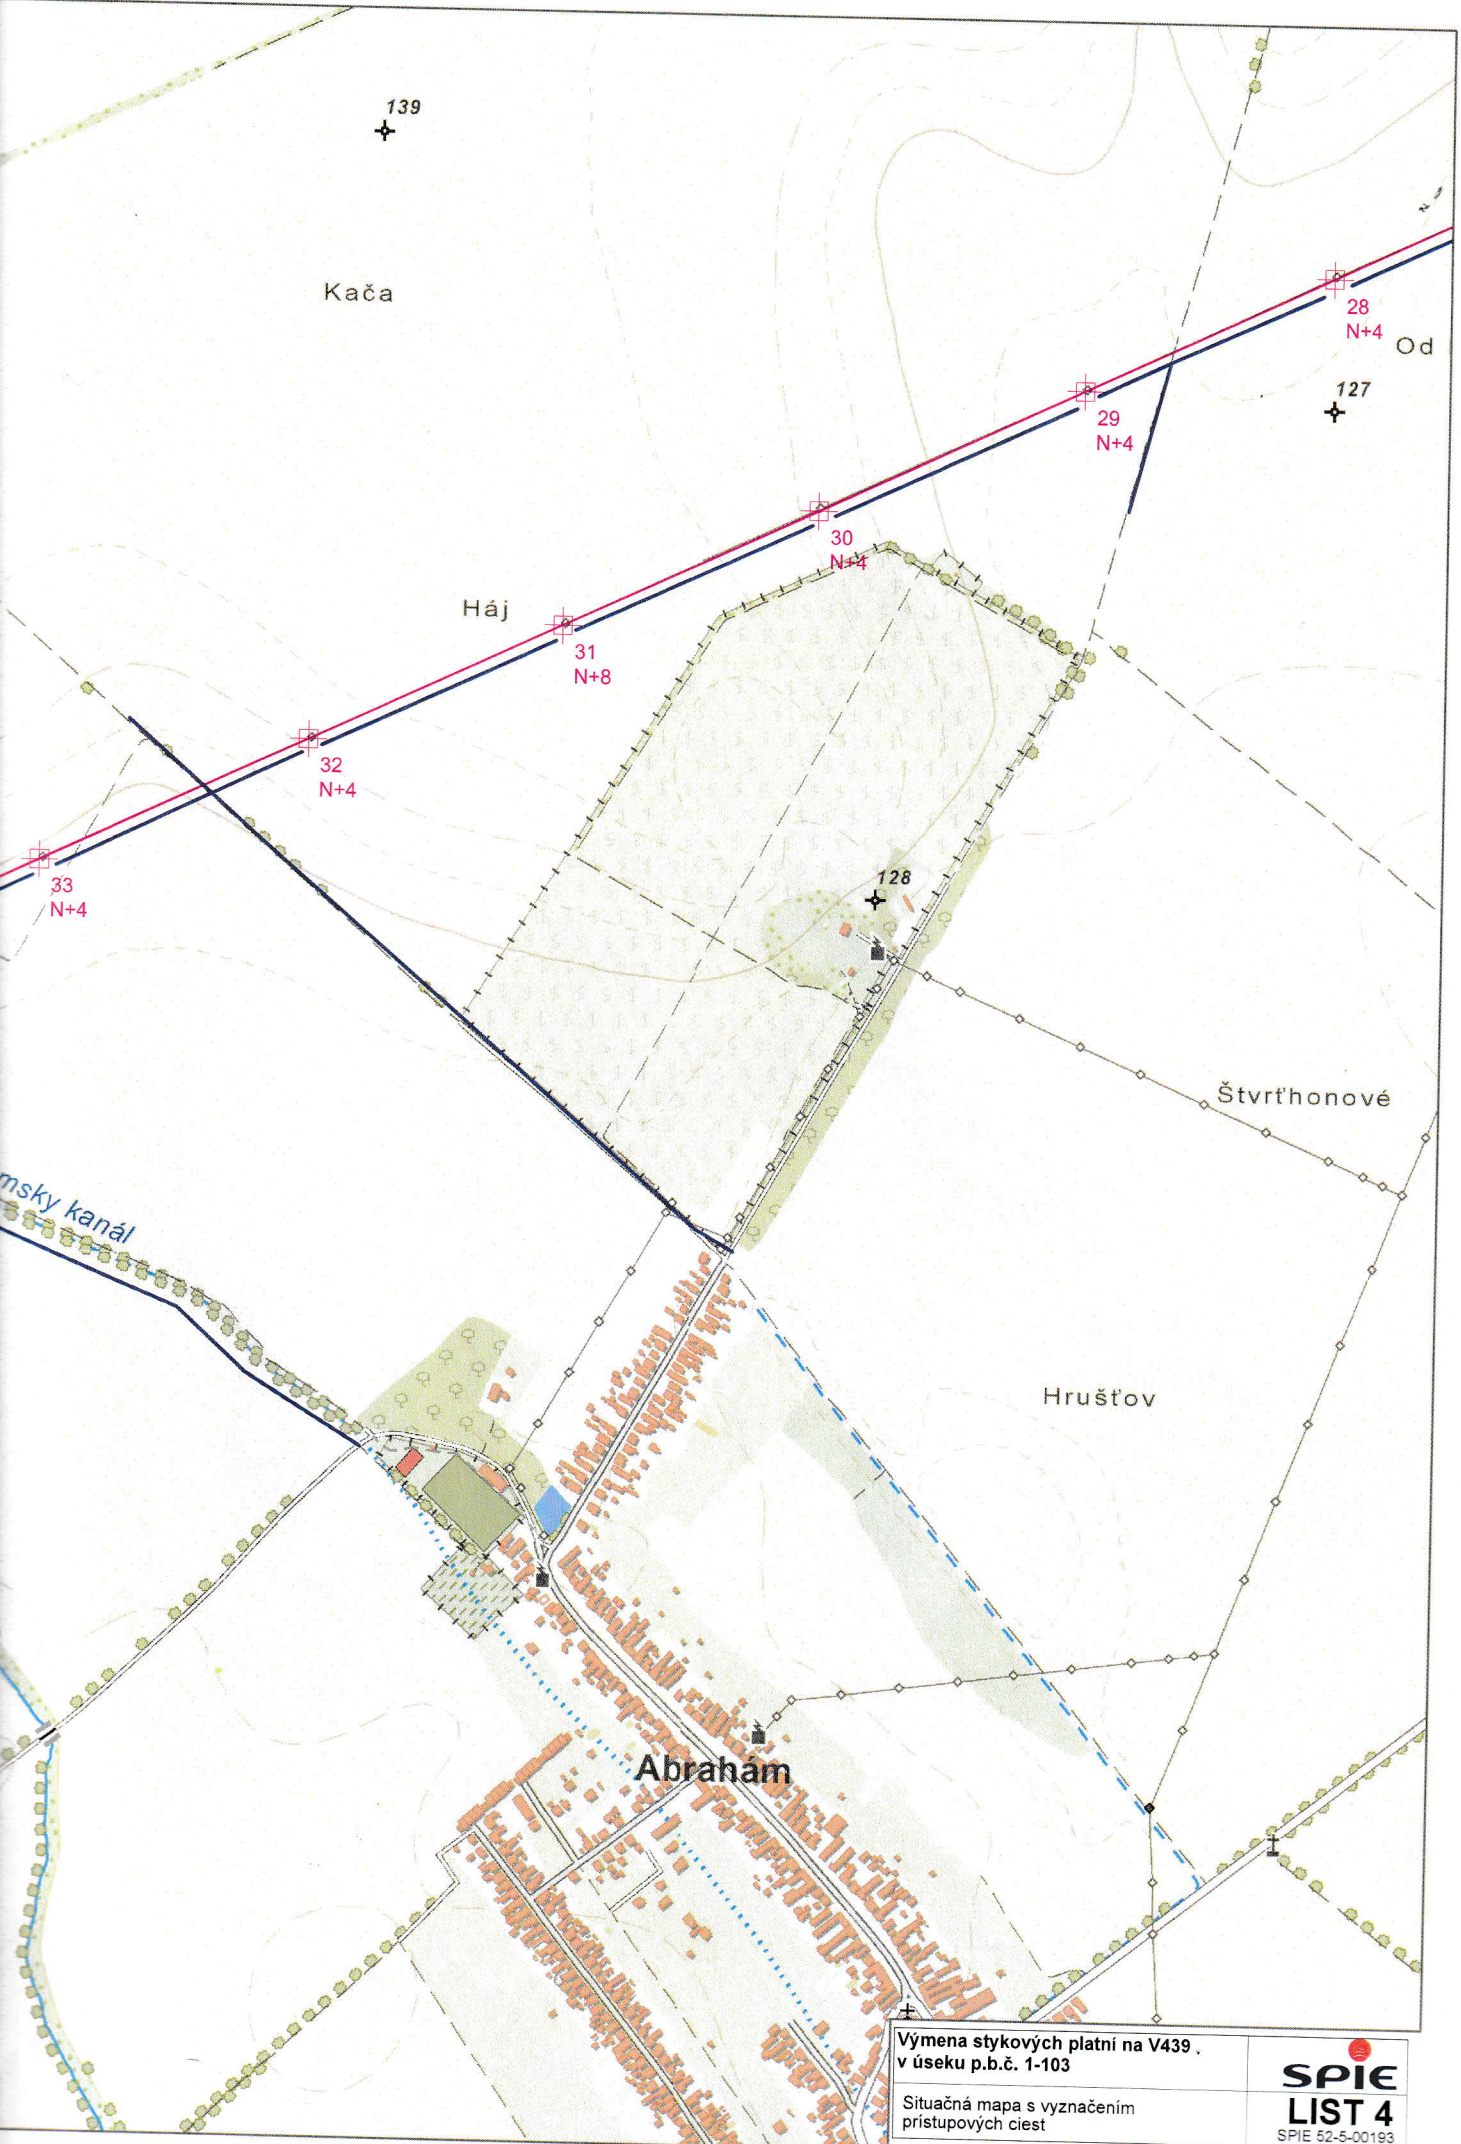 139
Kača
28
N+4
Od
127
29
N+4
30
N+4
Háj
31
N+8
32
N+4
33
N+4
128
Štvrťhonové
msky kanál
Hrušťov
Abrahám
Výmena stykových platní na V439
v úseku p.b.č. 1-103
Situačná mapa s vyznačením
prístupových ciest
SPIE
LIST 4
SPIE 52-5-00193